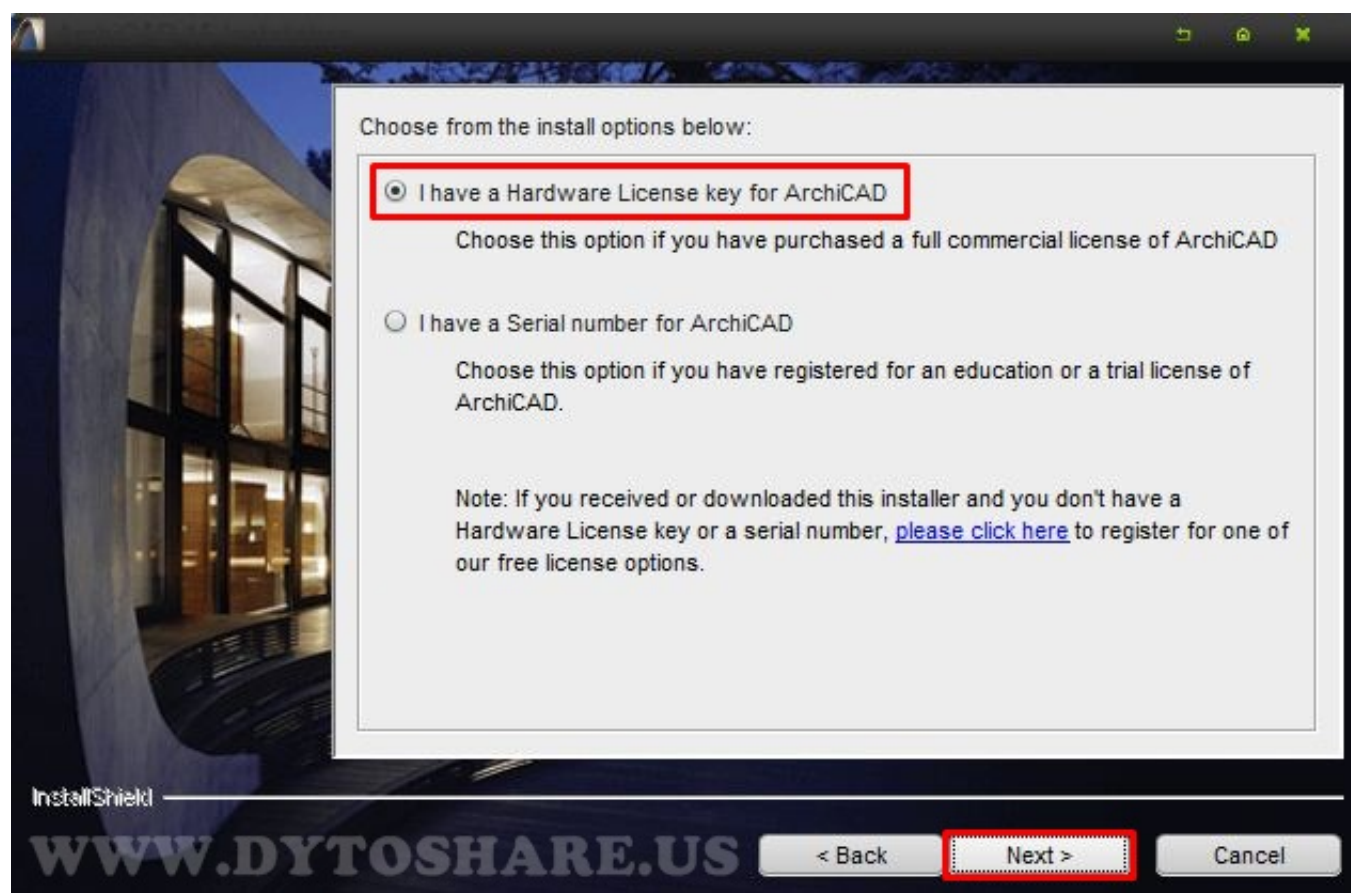 Choose from the install options below:
I have a Hardware License key for ArchiCAD
Choose this option if you have purchased a full commercial license of ArchiCAD
I have a Serial number for ArchiCAD
Choose this option if you have registered for an education or a trial license of
ArchiCAD.
Note: If you received or downloaded this installer and you don't have a
Hardware License key or a serial number, please click here to register for one of
our free license options.
InstallShield
WWW.DYTOSHARE.US
< Back
Next >
Cancel